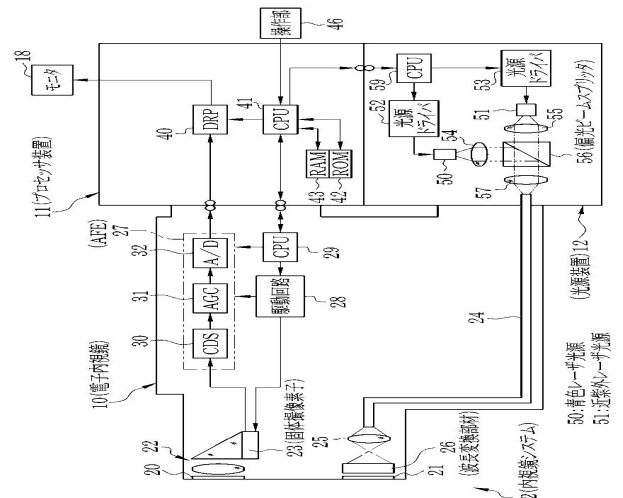 2(内視鏡システム)
10(電子内視鏡)
11(プロセッサ装置)
18
モニタ
46
操作部
40
DRP
41
CPU
43
RAM
42
ROM
(AFE)
27
30
CDS
31
AGC
32
A/D
28
駆動回路
29
CPU
20
22
23(固体撮像素子)
21
25
26
(波長変換部材)
24
(光源装置)12
59
CPU
52
光源
ドライバ
53
光源
ドライバ
50
54
51
55
56(偏光ビームスプリッタ)
57
50:青色レーザ光源
51:近紫外レーザ光源